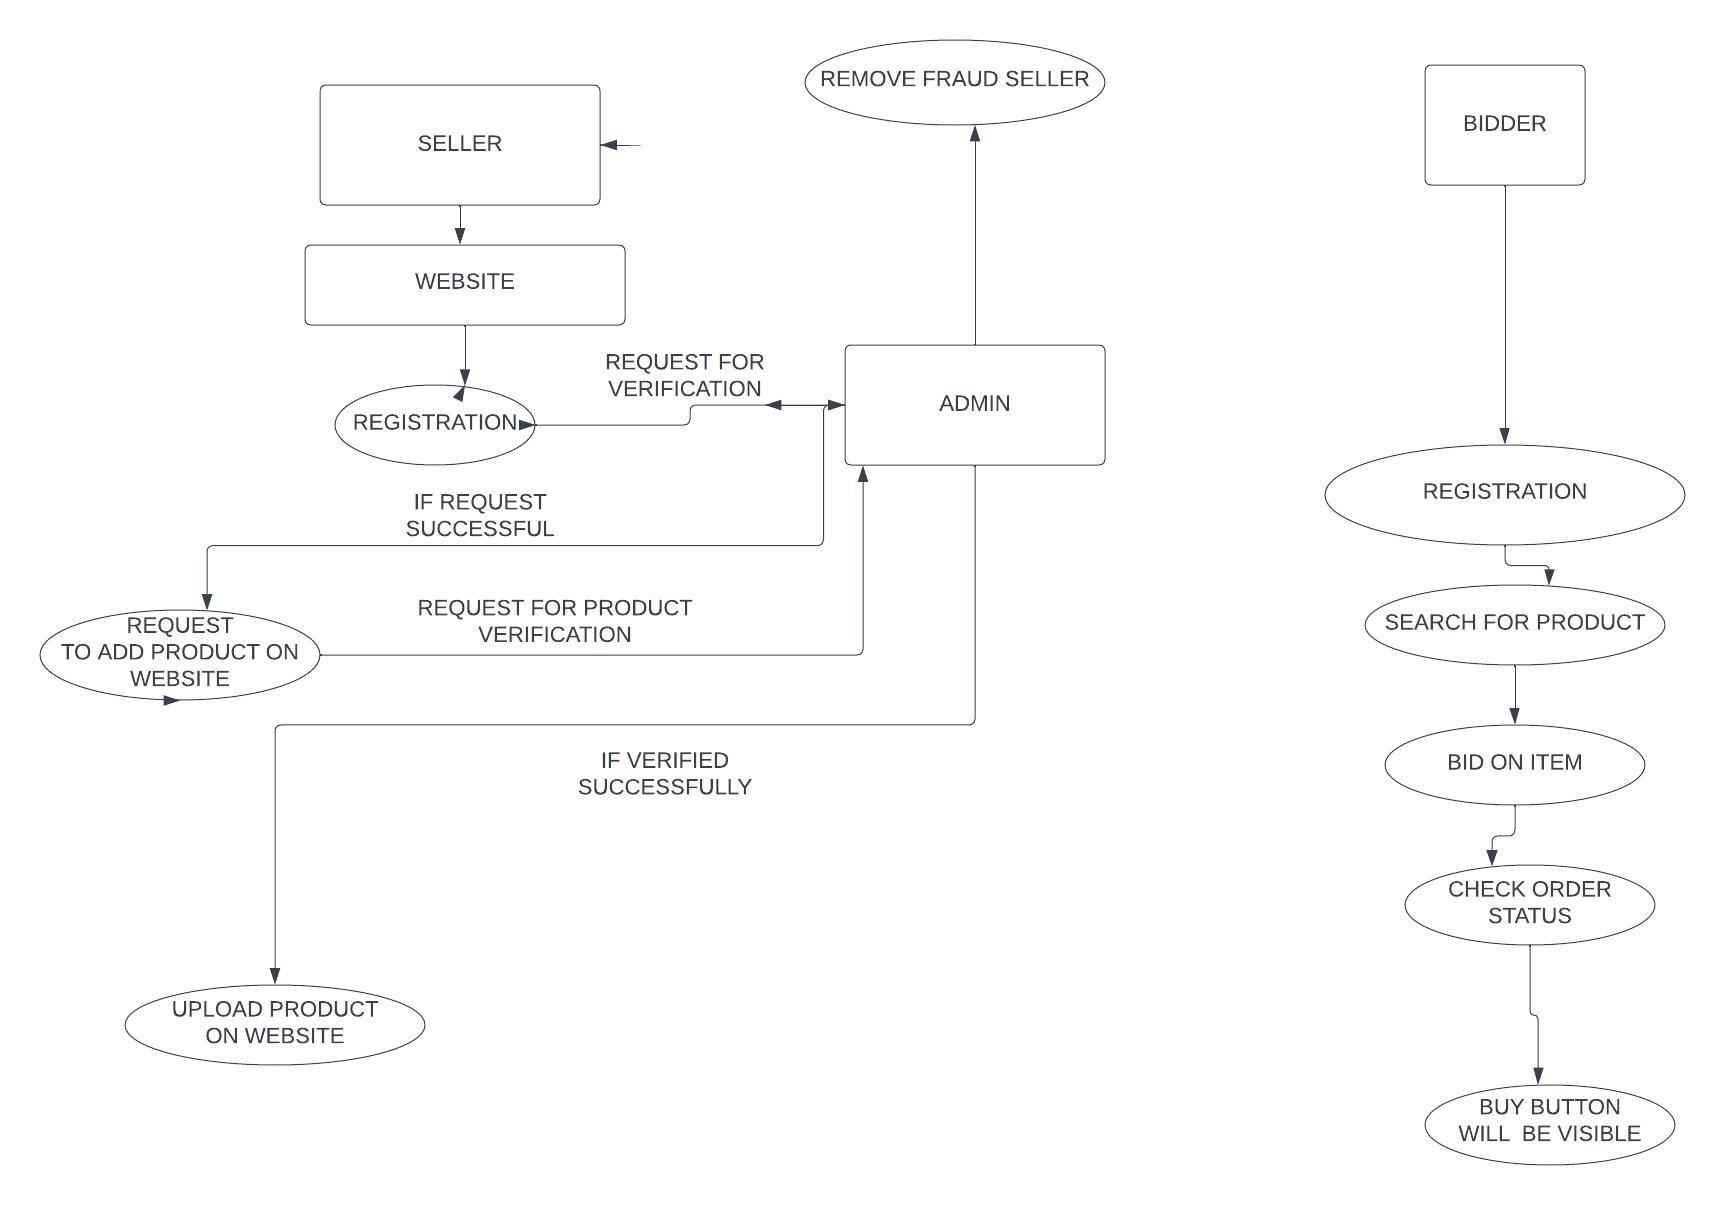 REMOVE FRAUD SELLER
SELLER
BIDDER
WEBSITE
REQUEST FOR
VERIFICATION
ADMIN
REGISTRATION
IF REQUEST
SUCCESSFUL
REQUEST
TO ADD PRODUCT ON
WEBSITE
REQUEST FOR PRODUCT
VERIFICATION
IF VERIFIED
SUCCESSFULLY
UPLOAD PRODUCT
ON WEBSITE
REGISTRATION
SEARCH FOR PRODUCT
BID ON ITEM
CHECK ORDER
STATUS
BUY BUTTON
WILL  BE VISIBLE